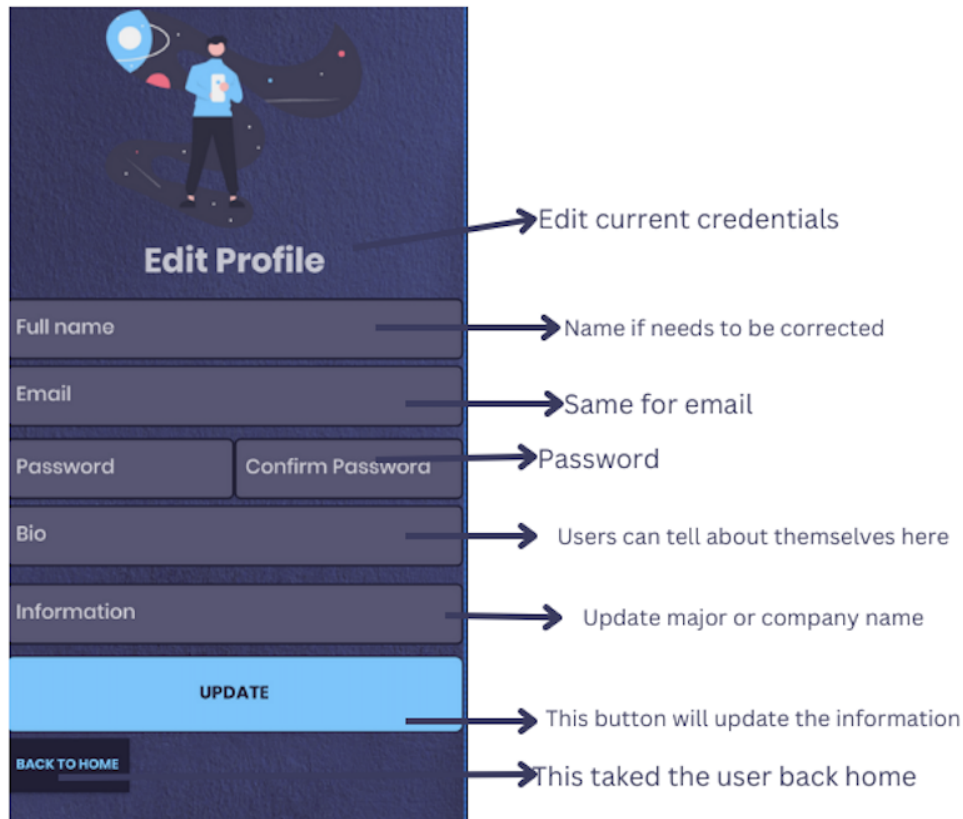 Edit current credentials
Edit Profile
Full name
Name if needs to be corrected
Email
Same for email
Password
Confirm Password
Password
Bio
Users can tell about themselves here
Information
Update major or company name
UPDATE
This button will update the information
BACK TO HOME
This taked the user back home